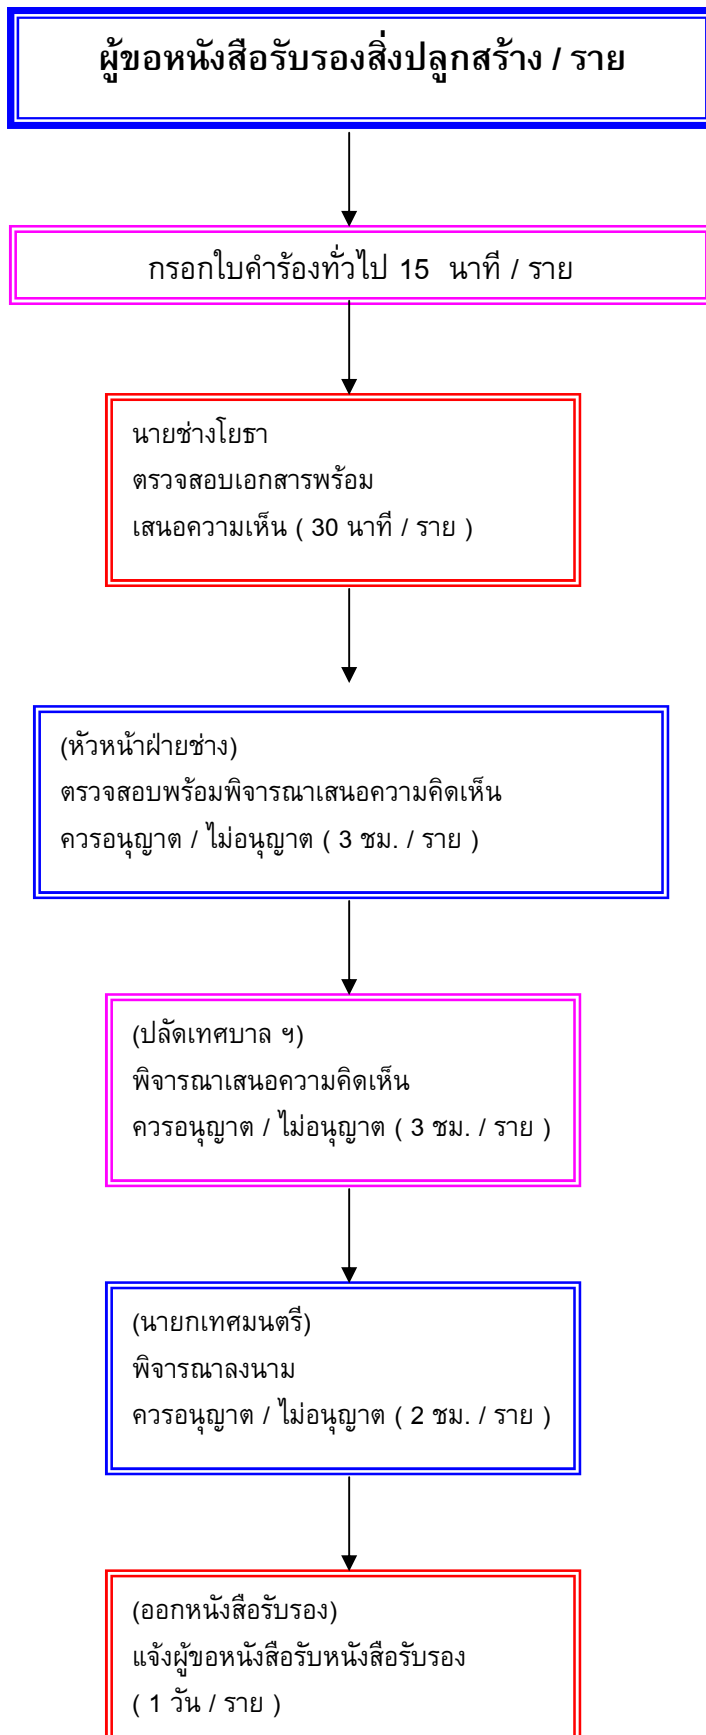 ผู้ขอหนังสือรับรองสิ่งปลูกสร้าง / ราย
กรอกใบคำร้องทั่วไป 15 นาที / ราย
นายช่างโยธา
ตรวจสอบเอกสารพร้อม
เสนอความเห็น ( 30 นาที / ราย )
(หัวหน้าฝ่ายช่าง)
ตรวจสอบพร้อมพิจารณาเสนอความคิดเห็น
ควรอนุญาต / ไม่อนุญาต ( 3 ชม. / ราย )
(ปลัดเทศบาล ฯ)
พิจารณาเสนอความคิดเห็น
ควรอนุญาต / ไม่อนุญาต ( 3 ชม. / ราย )
(นายกเทศมนตรี)
พิจารณาลงนาม
ควรอนุญาต / ไม่อนุญาต ( 2 ชม. / ราย )
(ออกหนังสือรับรอง)
แจ้งผู้ขอหนังสือรับหนังสือรับรอง
( 1 วัน / ราย )